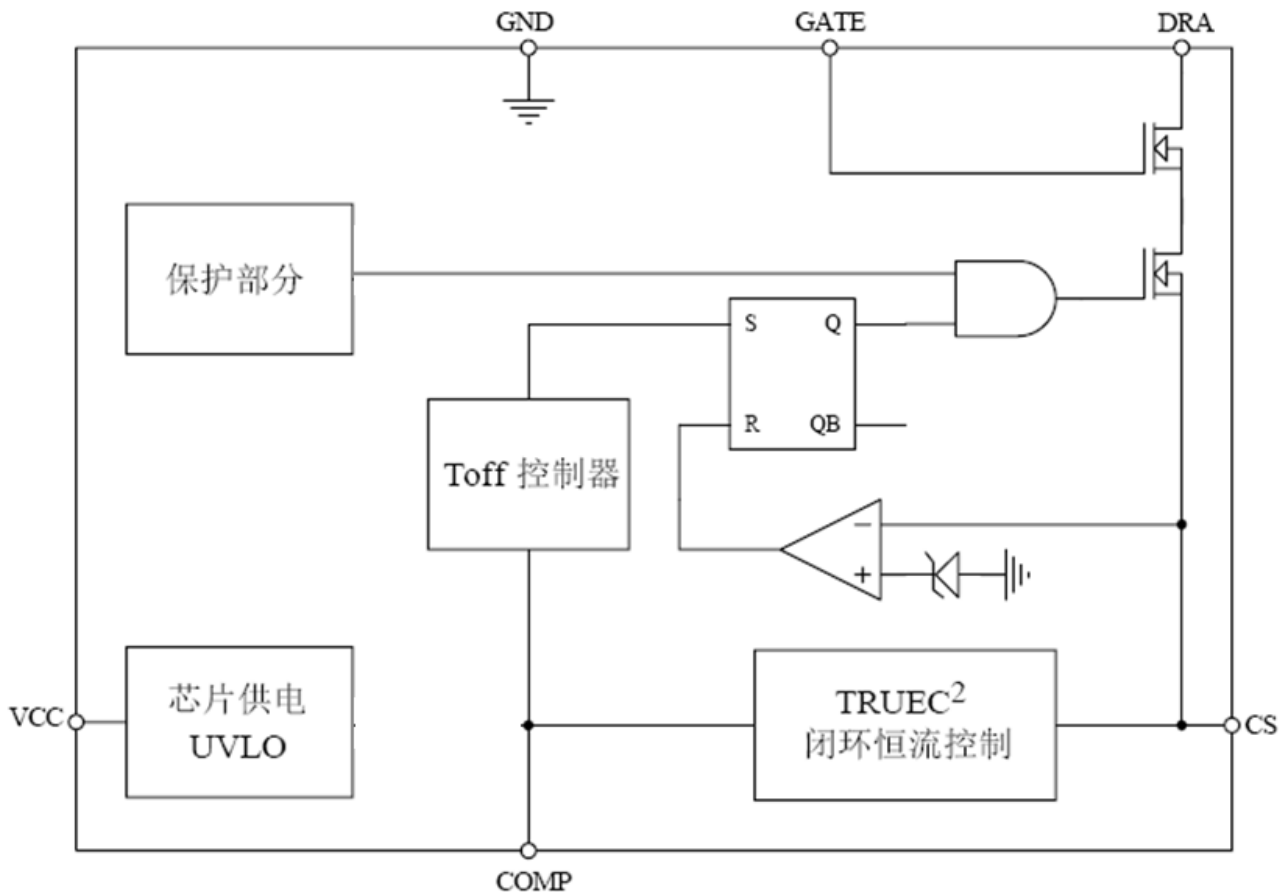 GND
GATE
DRA
保护部分
S
Q
R
QB
Toff 控制器
−
+
芯片供电
UVLO
VCC
TRUEC²
闭环恒流控制
CS
COMP